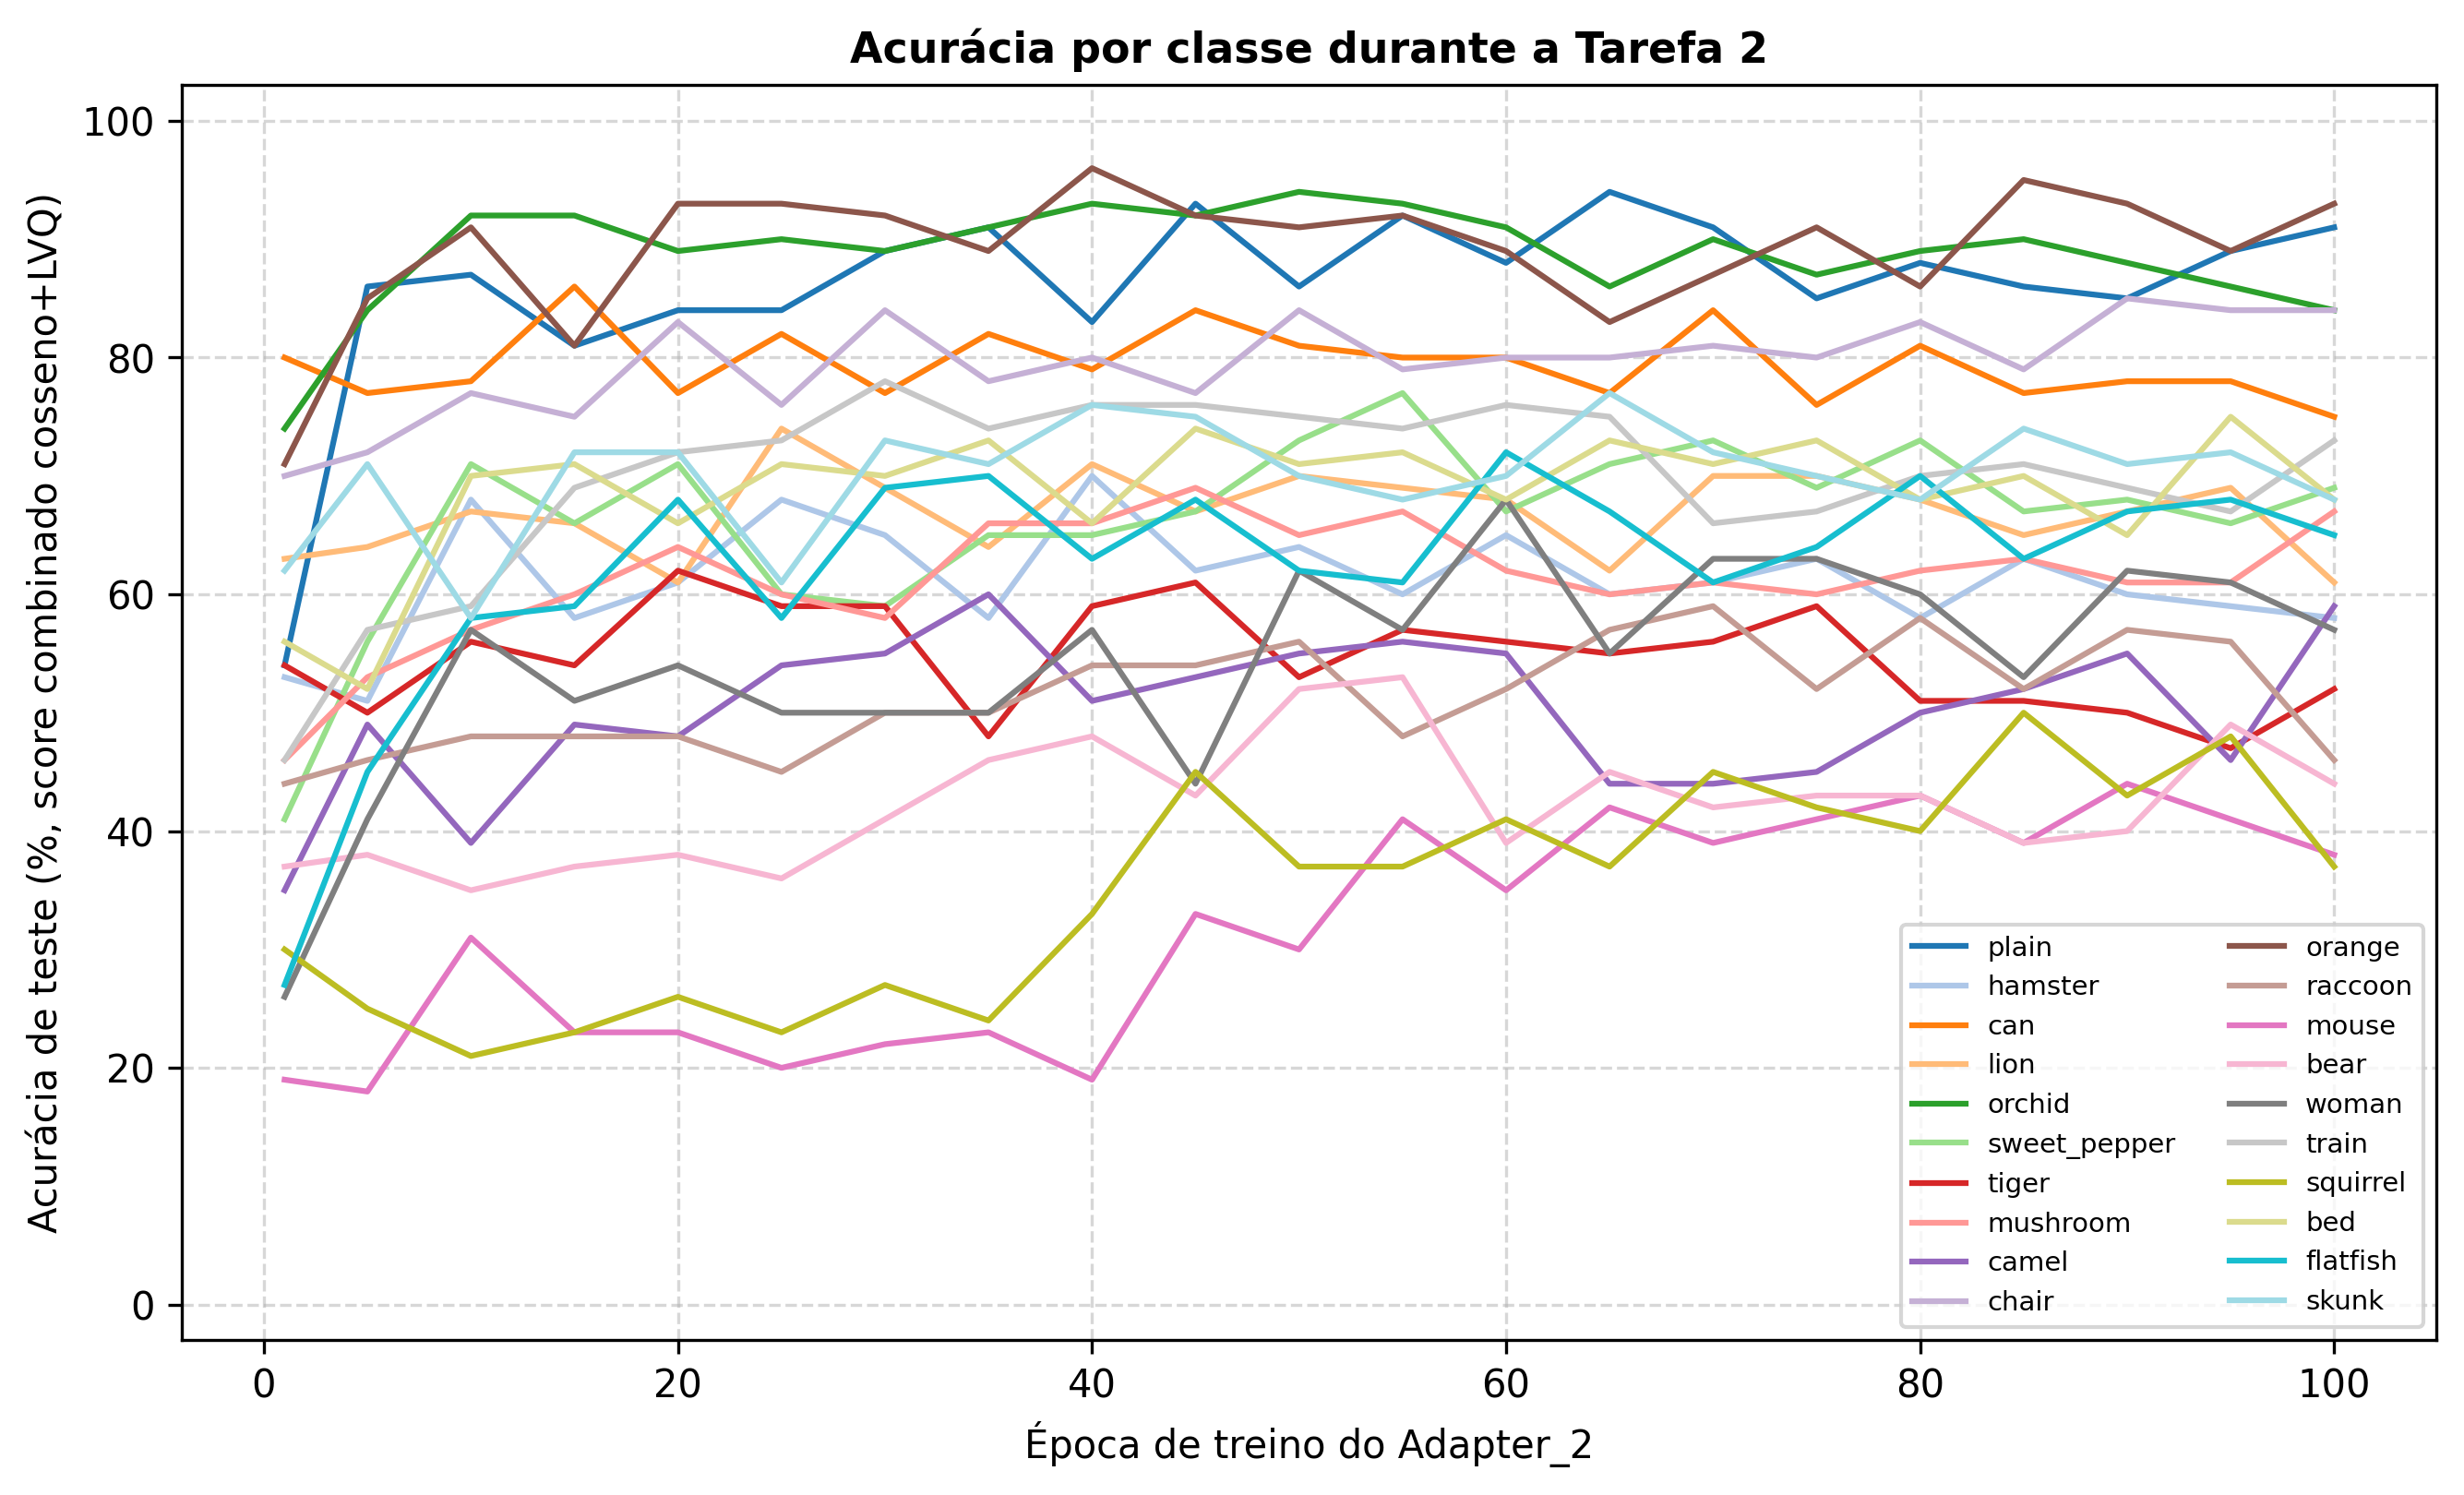 Acurácia por classe durante a Tarefa 2
Acurácia de teste (%, score combinado cosseno+LVQ)
100
80
60
40
20
0
0 20 40 60 80 100
Época de treino do Adapter_2
plain
hamster
can
lion
orchid
sweet_pepper
tiger
mushroom
camel
chair
orange
raccoon
mouse
bear
woman
train
squirrel
bed
flatfish
skunk